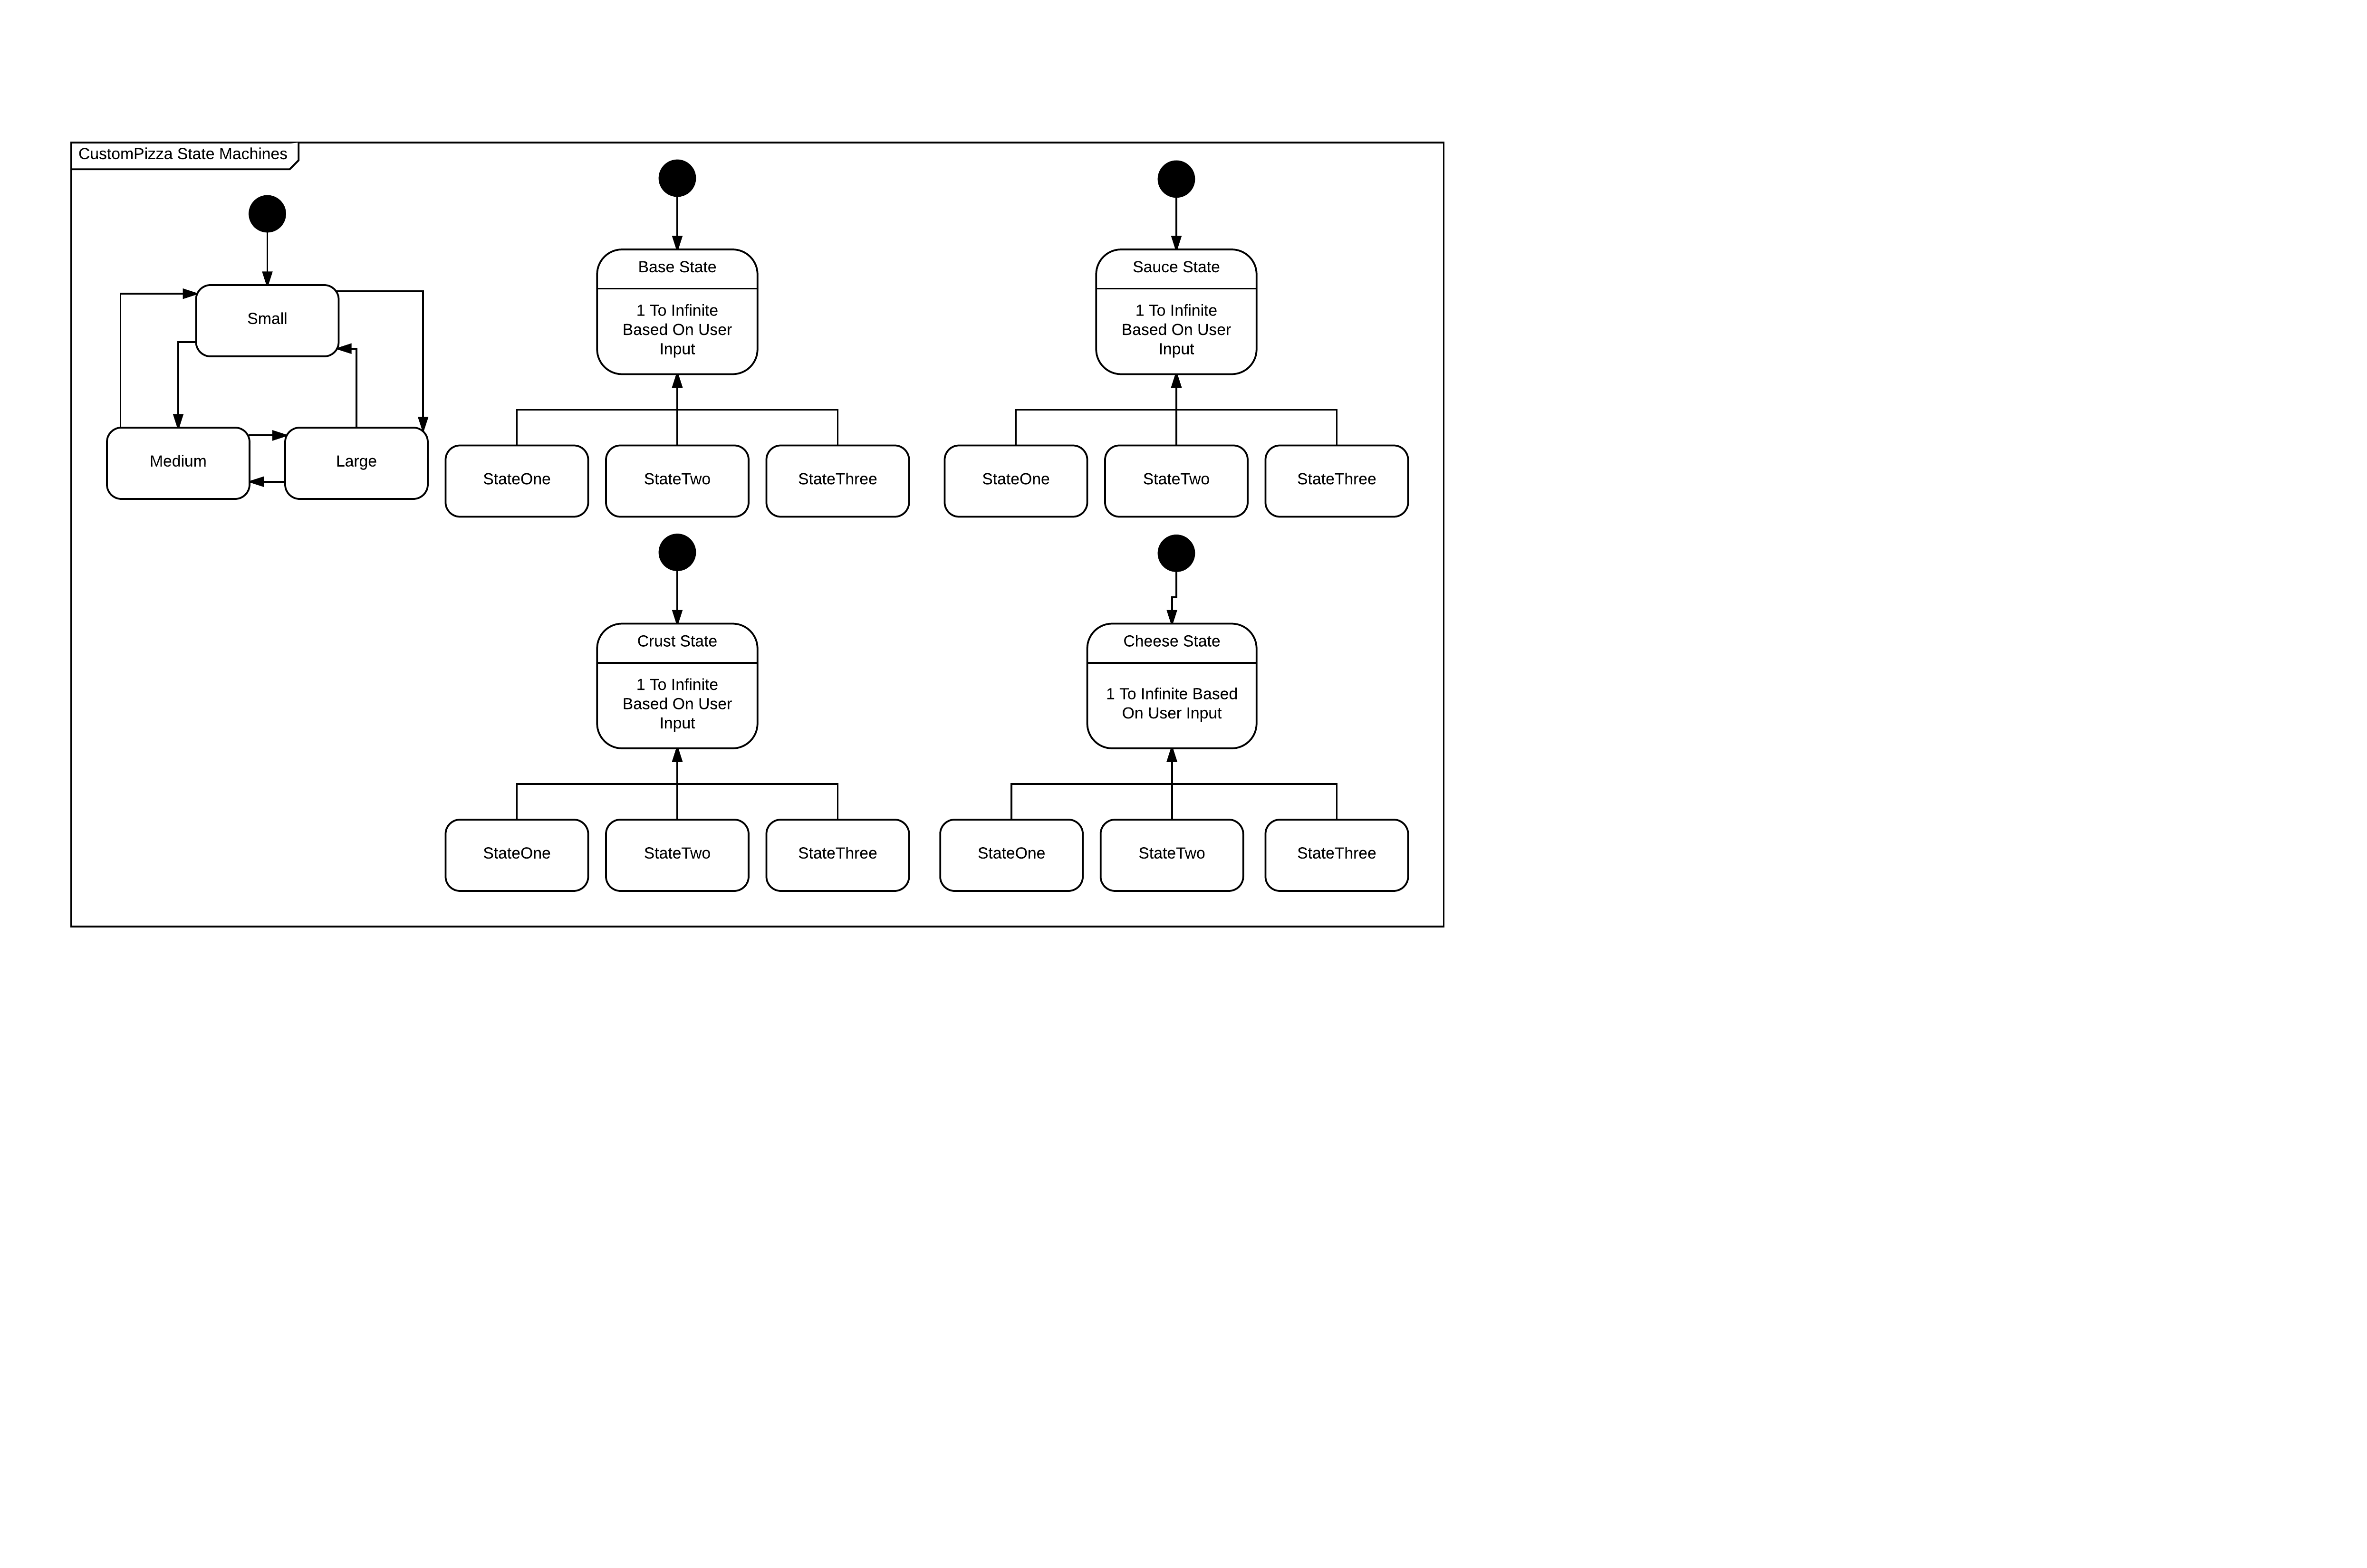 CustomPizza State Machines
Small
Medium
Large
Base State
1 To Infinite
Based On User
Input
StateOne
StateTwo
StateThree
Sauce State
1 To Infinite
Based On User
Input
StateOne
StateTwo
StateThree
Crust State
1 To Infinite
Based On User
Input
StateOne
StateTwo
StateThree
Cheese State
1 To Infinite Based
On User Input
StateOne
StateTwo
StateThree